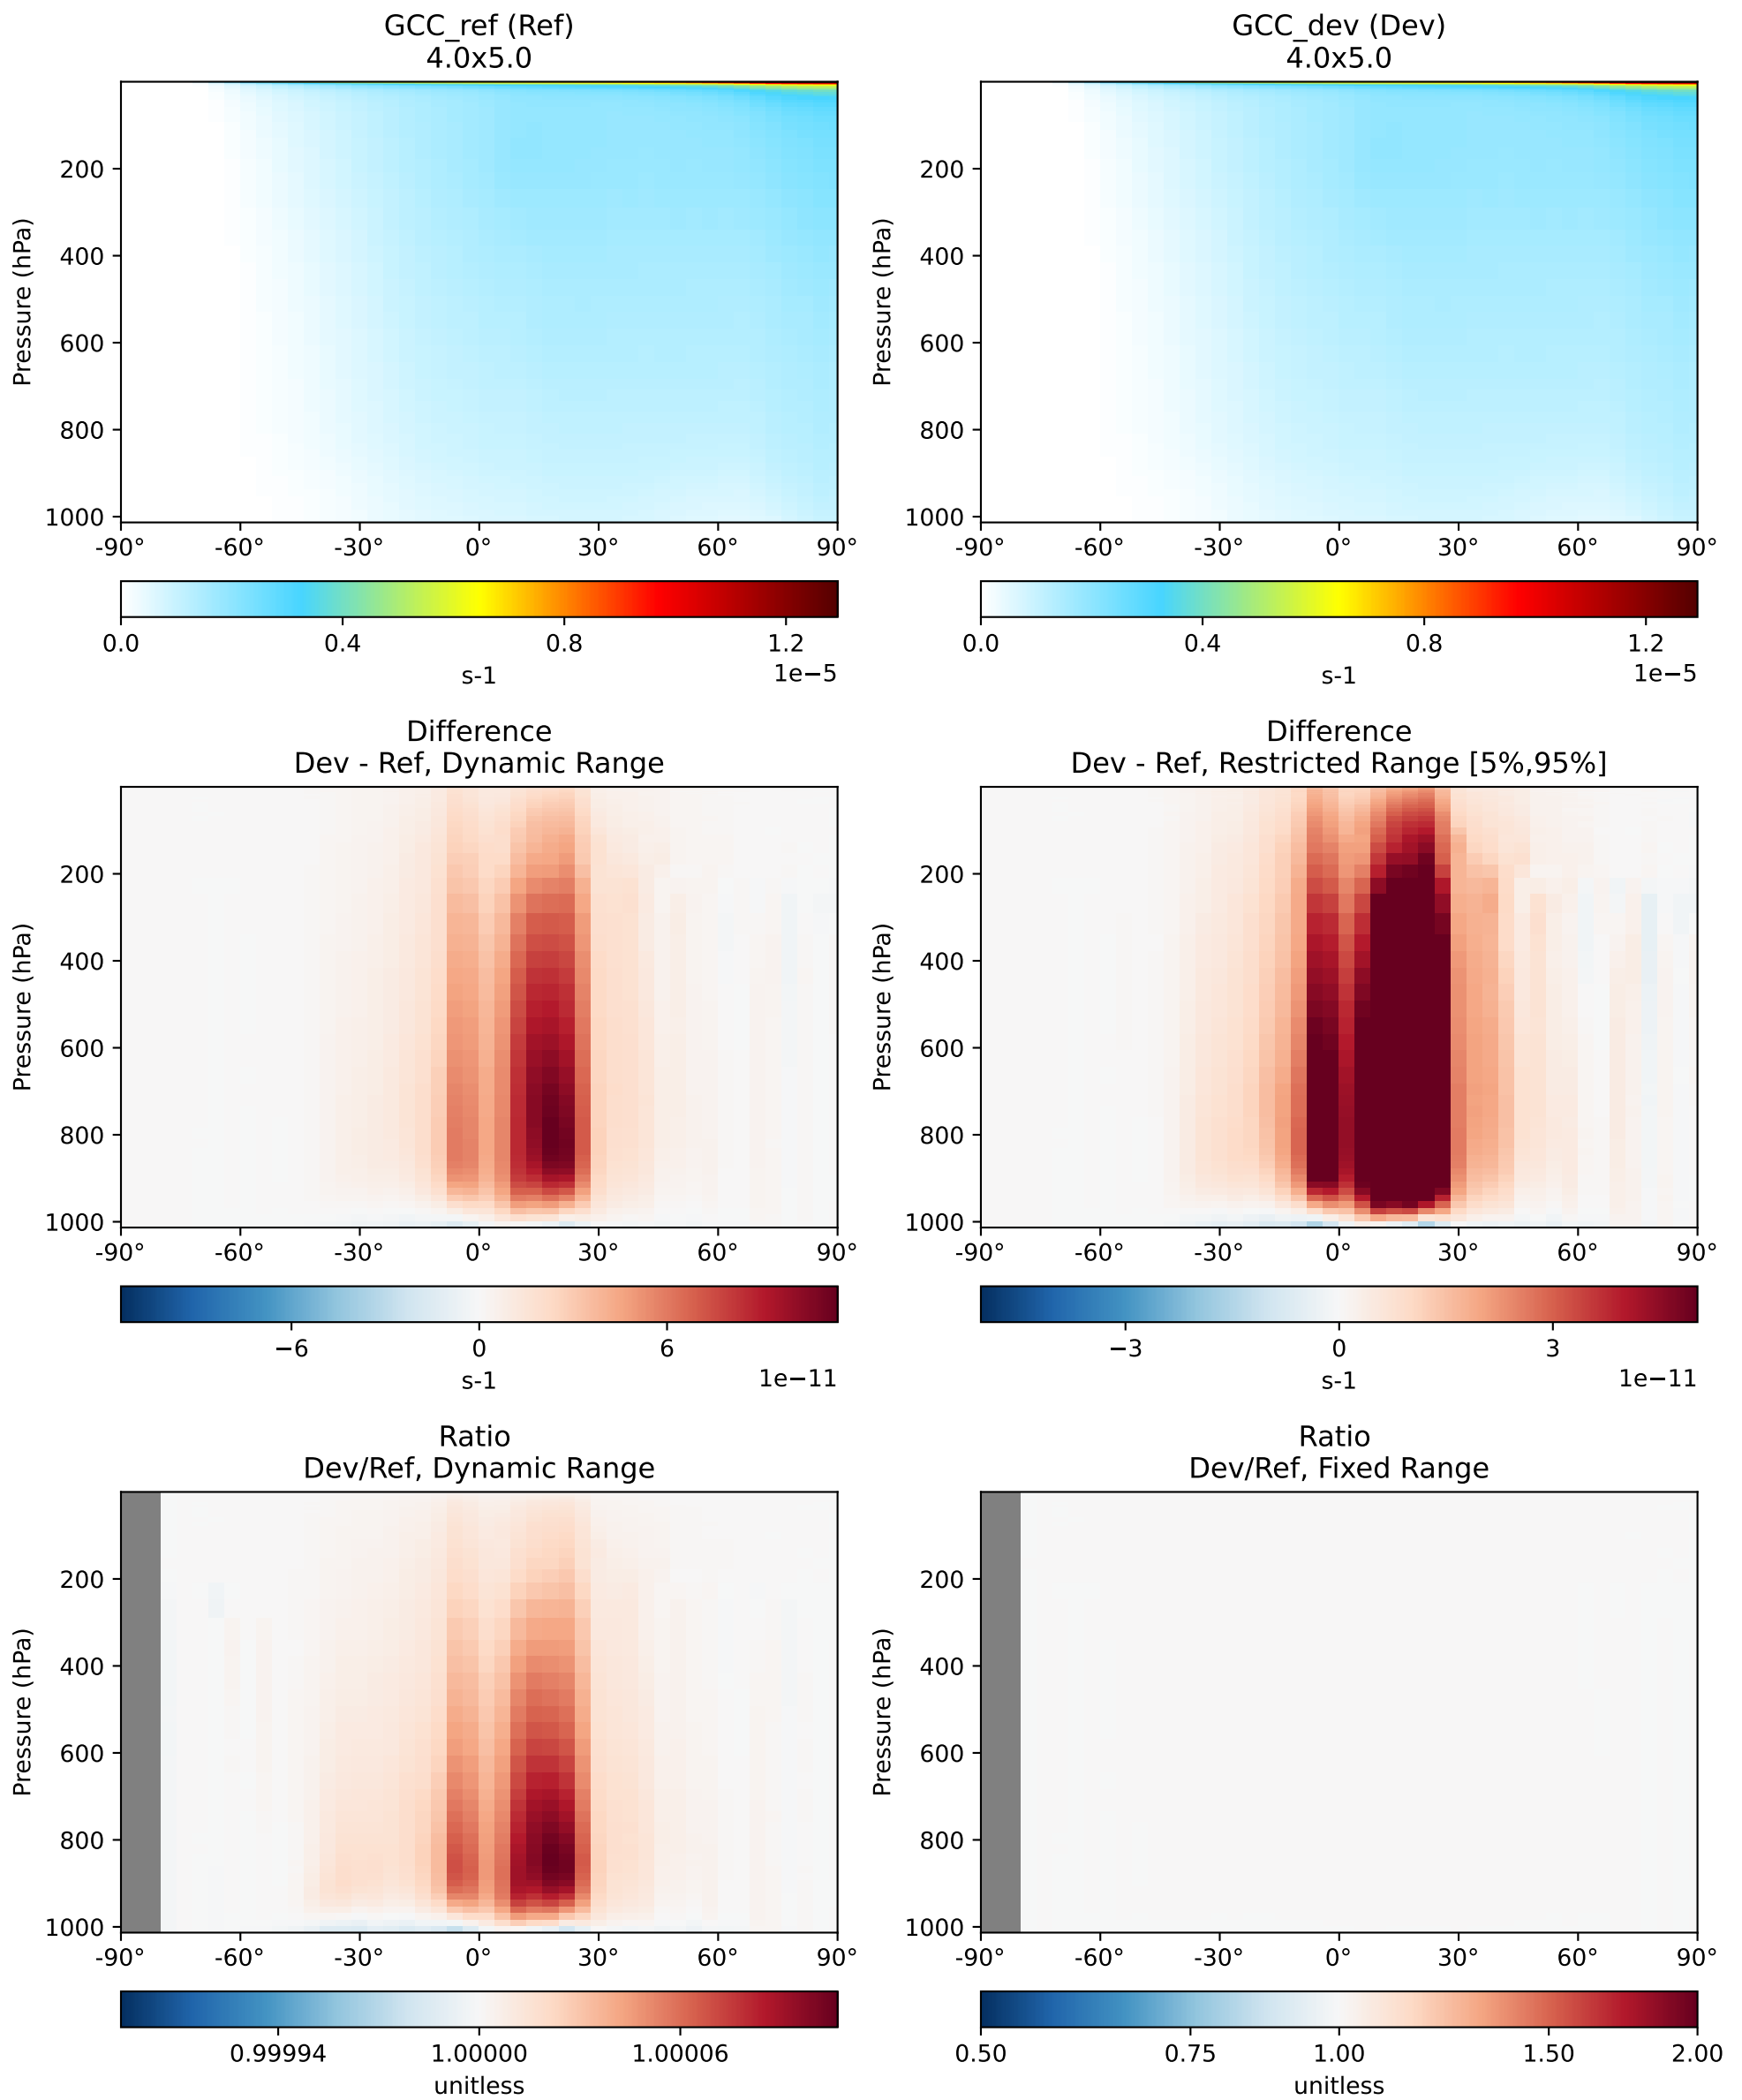 GCC_ref (Ref)
4.0x5.0
Pressure (hPa)
200
400
600
800
1000
-90° -60° -30° 0° 30° 60° 90°
0.0 0.4 0.8 1.2
1e−5
s-1
GCC_dev (Dev)
4.0x5.0
Pressure (hPa)
200
400
600
800
1000
-90° -60° -30° 0° 30° 60° 90°
0.0 0.4 0.8 1.2
1e−5
s-1
Difference
Dev - Ref, Dynamic Range
Pressure (hPa)
200
400
600
800
1000
-90° -60° -30° 0° 30° 60° 90°
−6 0 6
1e−11
s-1
Difference
Dev - Ref, Restricted Range [5%,95%]
Pressure (hPa)
200
400
600
800
1000
-90° -60° -30° 0° 30° 60° 90°
−3 0 3
1e−11
s-1
Ratio
Dev/Ref, Dynamic Range
Pressure (hPa)
200
400
600
800
1000
-90° -60° -30° 0° 30° 60° 90°
0.99994 1.00000 1.00006
unitless
Ratio
Dev/Ref, Fixed Range
Pressure (hPa)
200
400
600
800
1000
-90° -60° -30° 0° 30° 60° 90°
0.50 0.75 1.00 1.50 2.00
unitless